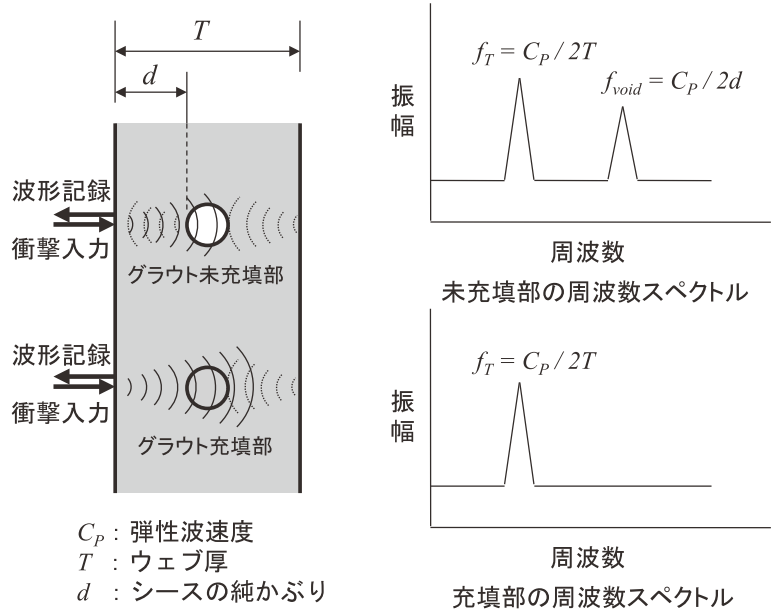 T
d
波形記録
衝撃入力
グラウト未充填部
波形記録
衝撃入力
グラウト充填部
C_P : 弾性波速度
T : ウェブ厚
d : シースの純かぶり
振幅
f_T = C_P / 2T
f_void = C_P / 2d
周波数
未充填部の周波数スペクトル
振幅
f_T = C_P / 2T
周波数
充填部の周波数スペクトル